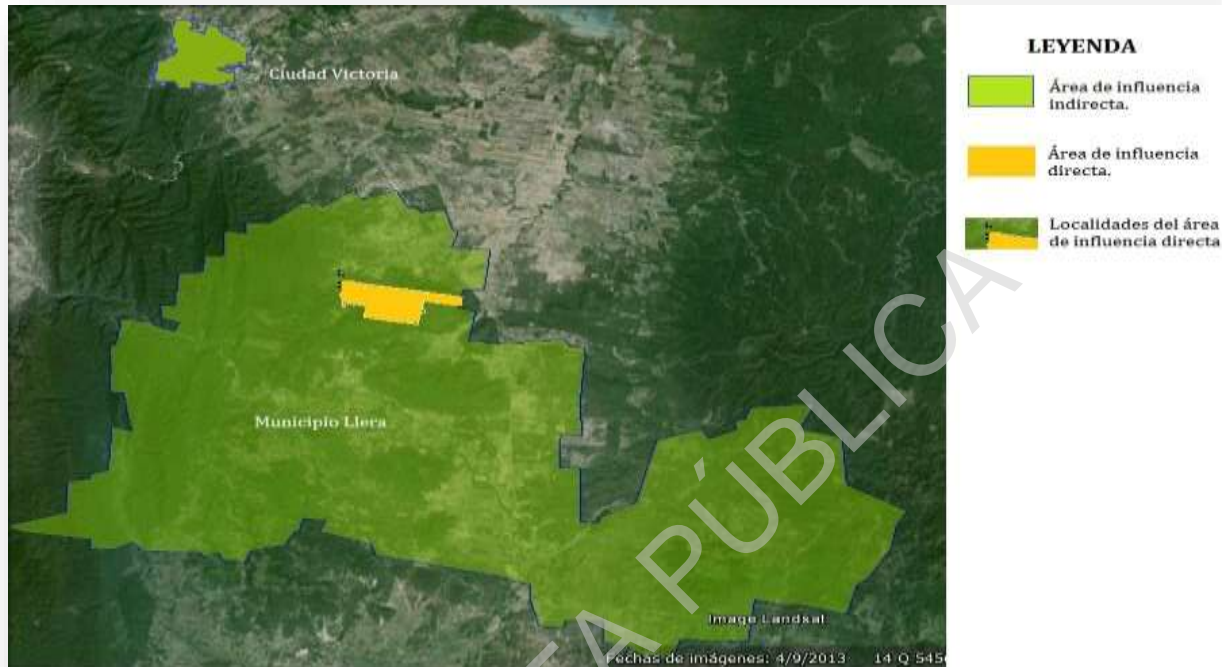 Ciudad Victoria
Municipio Llera
Image Landsat
Fechas de imágenes: 4/9/2013 14 Q 545
LEYENDA
Área de influencia
indirecta.
Área de influencia
directa.
Localidades del área
de influencia directa
TA PÚBLICA